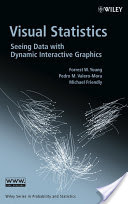 Visual Statistics
Seeing Data with
Dynamic Interactive Graphics
Forrest W. Young
Pedro M. Valero-Mora
Michael Friendly
WWW.
Wiley Series in Probability and Statistics